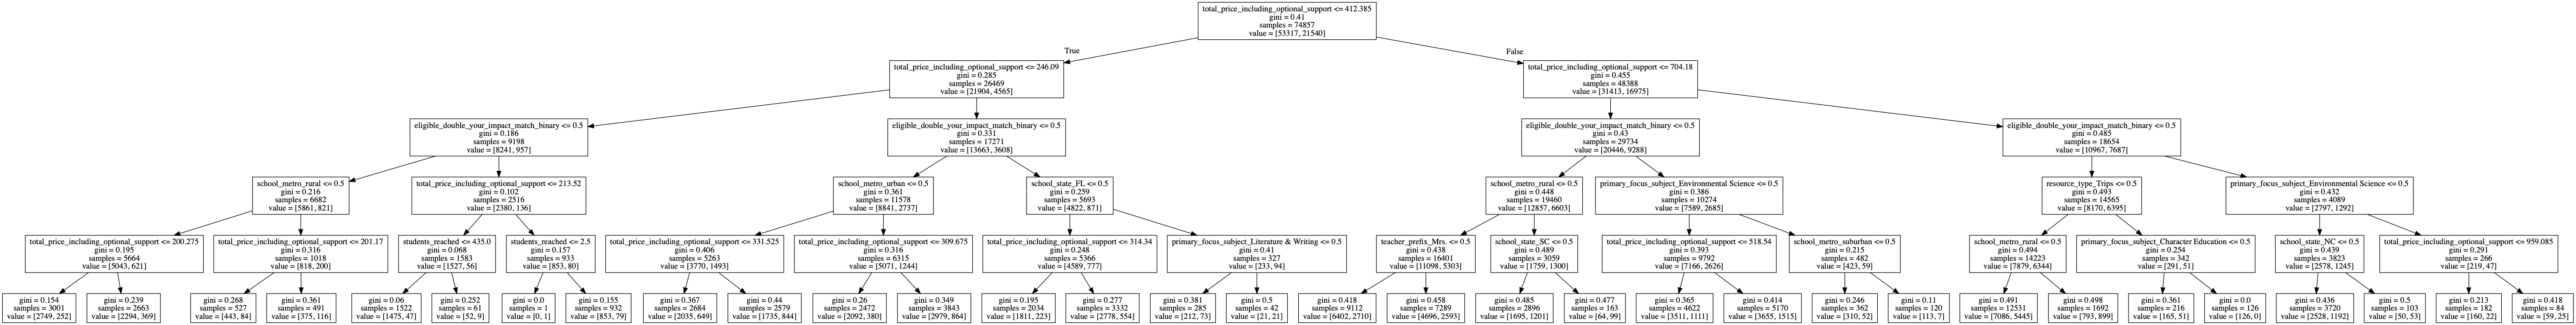 total_price_including_optional_support <= 412.385
gini = 0.41
samples = 74857
value = [53317, 21540]
True
False
total_price_including_optional_support <= 246.09
gini = 0.285
samples = 26469
value = [21904, 4565]
total_price_including_optional_support <= 704.18
gini = 0.455
samples = 48388
value = [31413, 16975]
eligible_double_your_impact_match_binary <= 0.5
gini = 0.186
samples = 9198
value = [8241, 957]
eligible_double_your_impact_match_binary <= 0.5
gini = 0.331
samples = 17271
value = [13663, 3608]
eligible_double_your_impact_match_binary <= 0.5
gini = 0.43
samples = 29734
value = [20446, 9288]
eligible_double_your_impact_match_binary <= 0.5
gini = 0.485
samples = 18654
value = [10967, 7687]
school_metro_rural <= 0.5
gini = 0.216
samples = 6682
value = [5861, 821]
total_price_including_optional_support <= 213.52
gini = 0.102
samples = 2516
value = [2380, 136]
school_metro_urban <= 0.5
gini = 0.361
samples = 11578
value = [8841, 2737]
school_state_FL <= 0.5
gini = 0.259
samples = 5693
value = [4822, 871]
school_metro_rural <= 0.5
gini = 0.448
samples = 19460
value = [12857, 6603]
primary_focus_subject_Environmental Science <= 0.5
gini = 0.386
samples = 10274
value = [7589, 2685]
resource_type_Trips <= 0.5
gini = 0.493
samples = 14565
value = [8170, 6395]
primary_focus_subject_Environmental Science <= 0.5
gini = 0.432
samples = 4089
value = [2797, 1292]
total_price_including_optional_support <= 200.275
gini = 0.195
samples = 5664
value = [5043, 621]
total_price_including_optional_support <= 201.17
gini = 0.316
samples = 1018
value = [818, 200]
students_reached <= 435.0
gini = 0.068
samples = 1583
value = [1527, 56]
students_reached <= 2.5
gini = 0.157
samples = 933
value = [853, 80]
total_price_including_optional_support <= 331.525
gini = 0.406
samples = 5263
value = [3770, 1493]
total_price_including_optional_support <= 309.675
gini = 0.316
samples = 6315
value = [5071, 1244]
total_price_including_optional_support <= 314.34
gini = 0.248
samples = 5366
value = [4589, 777]
primary_focus_subject_Literature & Writing <= 0.5
gini = 0.41
samples = 327
value = [233, 94]
teacher_prefix_Mrs. <= 0.5
gini = 0.438
samples = 16401
value = [11098, 5303]
school_state_SC <= 0.5
gini = 0.489
samples = 3059
value = [1759, 1300]
total_price_including_optional_support <= 518.54
gini = 0.393
samples = 9792
value = [7166, 2626]
school_metro_suburban <= 0.5
gini = 0.215
samples = 482
value = [423, 59]
school_metro_rural <= 0.5
gini = 0.494
samples = 14223
value = [7879, 6344]
primary_focus_subject_Character Education <= 0.5
gini = 0.254
samples = 342
value = [291, 51]
school_state_NC <= 0.5
gini = 0.439
samples = 3823
value = [2578, 1245]
total_price_including_optional_support <= 959.085
gini = 0.291
samples = 266
value = [219, 47]
gini = 0.154
samples = 3001
value = [2749, 252]
gini = 0.239
samples = 2663
value = [2294, 369]
gini = 0.268
samples = 527
value = [443, 84]
gini = 0.361
samples = 491
value = [375, 116]
gini = 0.06
samples = 1522
value = [1475, 47]
gini = 0.252
samples = 61
value = [52, 9]
gini = 0.0
samples = 1
value = [0, 1]
gini = 0.155
samples = 932
value = [853, 79]
gini = 0.367
samples = 2684
value = [2035, 649]
gini = 0.44
samples = 2579
value = [1735, 844]
gini = 0.26
samples = 2472
value = [2092, 380]
gini = 0.349
samples = 3843
value = [2979, 864]
gini = 0.195
samples = 2034
value = [1811, 223]
gini = 0.277
samples = 3332
value = [2778, 554]
gini = 0.381
samples = 285
value = [212, 73]
gini = 0.5
samples = 42
value = [21, 21]
gini = 0.418
samples = 9112
value = [6402, 2710]
gini = 0.458
samples = 7289
value = [4696, 2593]
gini = 0.485
samples = 2896
value = [1695, 1201]
gini = 0.477
samples = 163
value = [64, 99]
gini = 0.365
samples = 4622
value = [3511, 1111]
gini = 0.414
samples = 5170
value = [3655, 1515]
gini = 0.246
samples = 362
value = [310, 52]
gini = 0.11
samples = 120
value = [113, 7]
gini = 0.491
samples = 12531
value = [7086, 5445]
gini = 0.498
samples = 1692
value = [793, 899]
gini = 0.361
samples = 216
value = [165, 51]
gini = 0.0
samples = 126
value = [126, 0]
gini = 0.436
samples = 3720
value = [2528, 1192]
gini = 0.5
samples = 103
value = [50, 53]
gini = 0.213
samples = 182
value = [160, 22]
gini = 0.418
samples = 84
value = [59, 25]